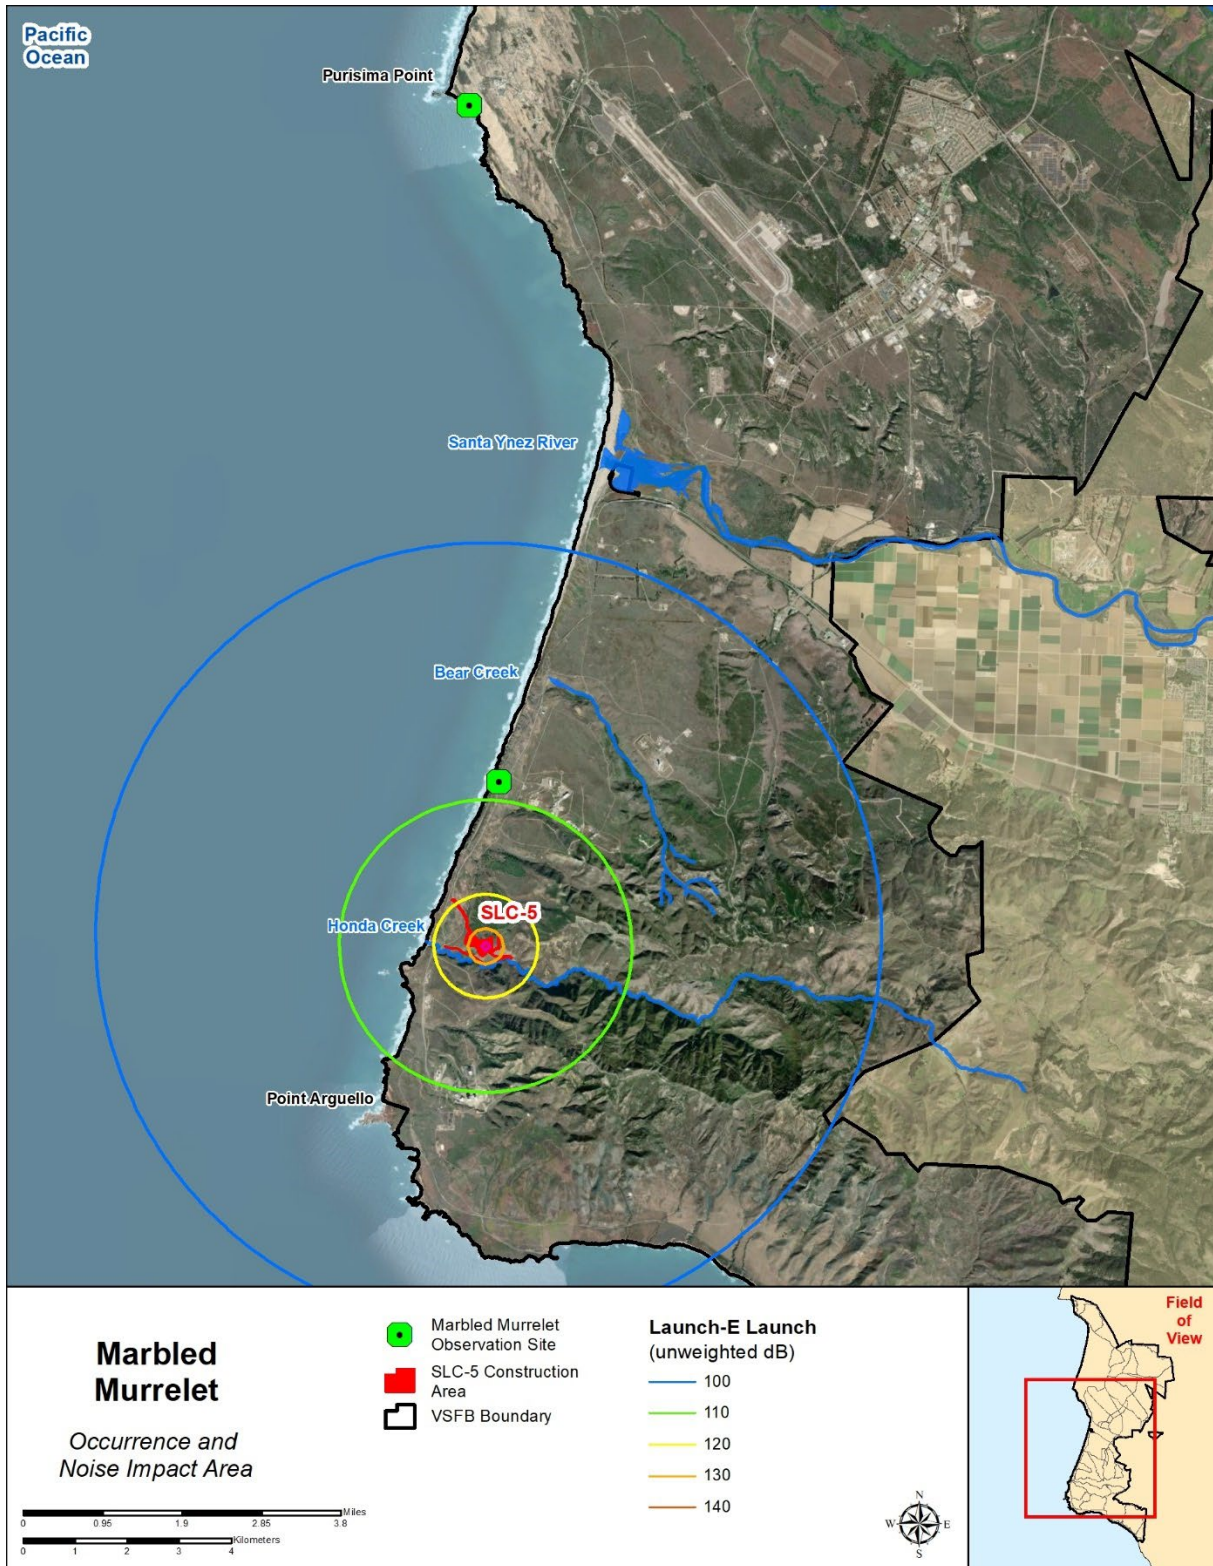 Pacific
Ocean
Purisima Point
Santa Ynez River
Bear Creek
SLC-5
Honda Creek
Point Arguello
Marbled
Murrelet
Occurrence and
Noise Impact Area
0 0.95 1.9 2.85 3.8 Miles
0 1 2 3 4 Kilometers
Marbled Murrelet
Observation Site
SLC-5 Construction
Area
VSFB Boundary
Launch-E Launch
(unweighted dB)
100
110
120
130
140
N
W E
S
Field
of
View